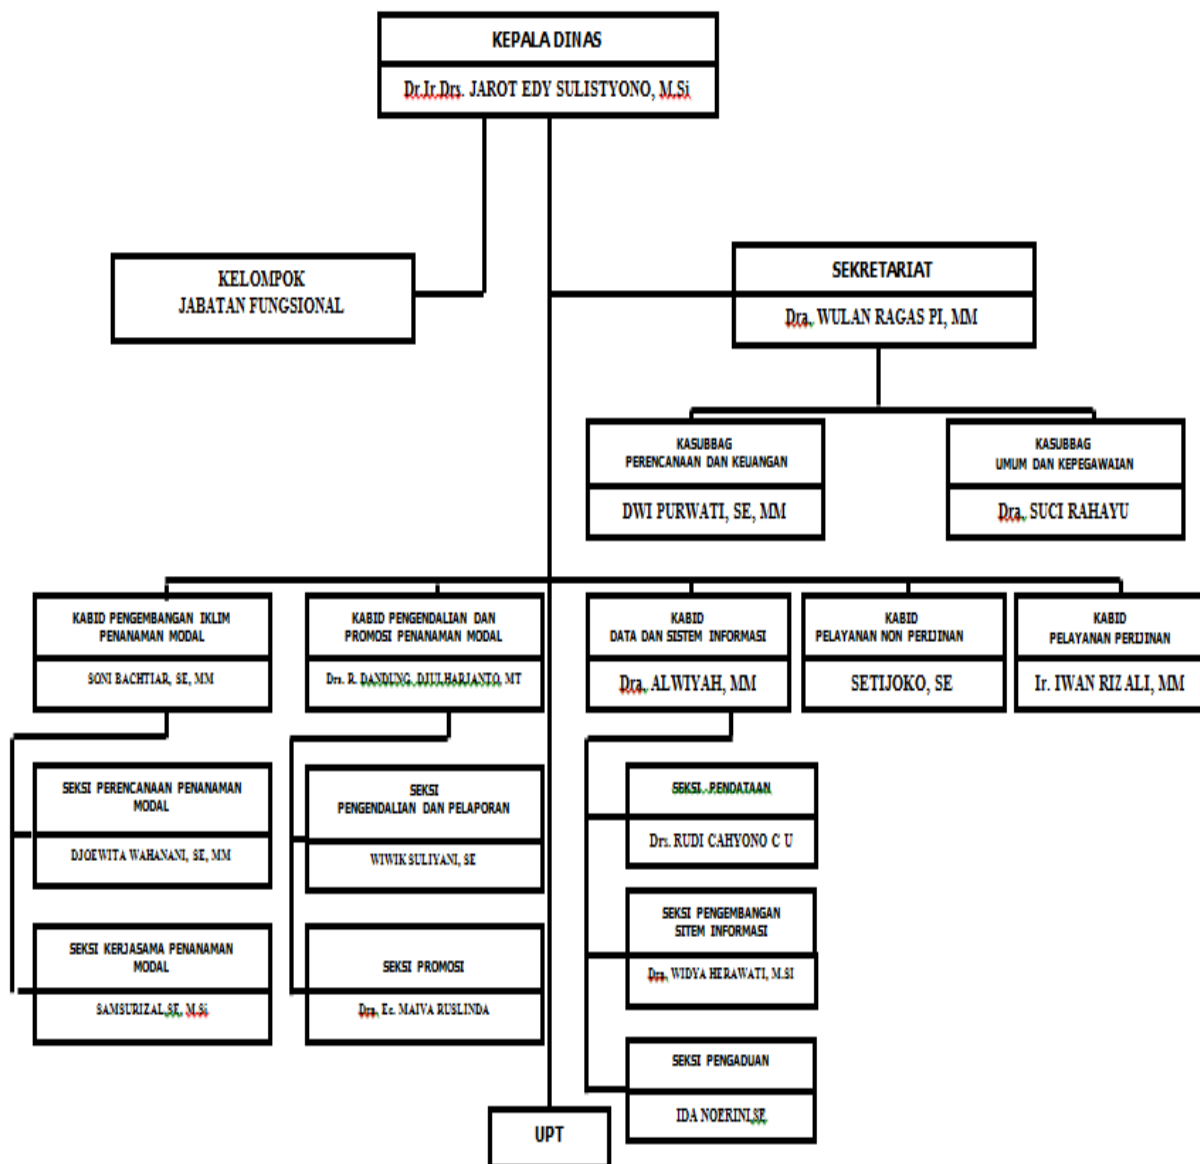 KEPALA DINAS
Dr.Ir.Drs. JAROT EDY SULISTYONO, M.Si
KELOMPOK
JABATAN FUNGSIONAL
SEKRETARIAT
Dra. WULAN RAGAS PI, MM
KASUBBAG
PERENCANAAN DAN KEUANGAN
DWI PURWATI, SE, MM
KASUBBAG
UMUM DAN KEPEGAWAIAN
Dra. SUCI RAHAYU
KABID PENGEMBANGAN IKLIM
PENANAMAN MODAL
SONI BACHTIAR, SE, MM
KABID PENGENDALIAN DAN
PROMOSI PENANAMAN MODAL
Drs. R. DANDUNG DJULHARJANTO, MT
KABID
DATA DAN SISTEM INFORMASI
Dra. ALWIYAH, MM
KABID
PELAYANAN NON PERIJINAN
SETIJOKO, SE
KABID
PELAYANAN PERIJINAN
Ir. IWAN RIZALI, MM
SEKSI PERENCANAAN PENANAMAN
MODAL
DJOEWITA WAHANANI, SE, MM
SEKSI KERJASAMA PENANAMAN
MODAL
SAMSURIZAL,SE, M.Si
SEKSI
PENGENDALIAN DAN PELAPORAN
WIWIK SULIYANI, SE
SEKSI PROMOSI
Dra. Ec. MAIVA RUSLINDA
SEKSI PENDATAAN
Drs. RUDI CAHYONO C U
SEKSI PENGEMBANGAN
SITEM INFORMASI
Dra. WIDYA HERAWATI, M.SI
SEKSI PENGADUAN
IDA NOERINI,SE
UPT